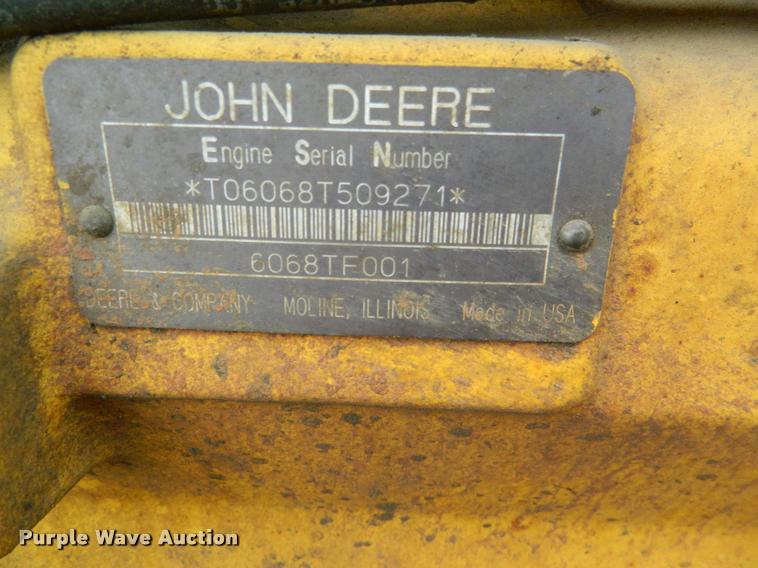 JOHN DEERE
Engine Serial Number
*T06068T509271*
6068TF001
DEERE & COMPANY MOLINE, ILLINOIS Made in USA
Purple Wave Auction